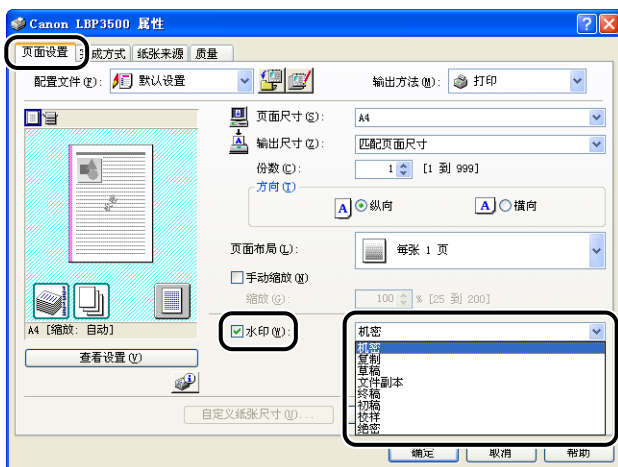 Canon LBP3500 属性
页面设置 成方式 纸张来源 质量
配置文件(F): 默认设置
输出方法(M): 打印
页面尺寸(S): A4
输出尺寸(Z): 匹配页面尺寸
份数(C): 1 [1 到 999]
方向(T)
A 纵向 A 横向
页面布局(L): 每张 1 页
手动缩放(N)
缩放(G): 100 % [25 到 200]
A4 [缩放: 自动]
水印(W): 机密
查看设置(V)
机密
复制
草稿
文件副本
终稿
初稿
校样
绝密
自定义纸张尺寸(U)...
确定 取消 帮助